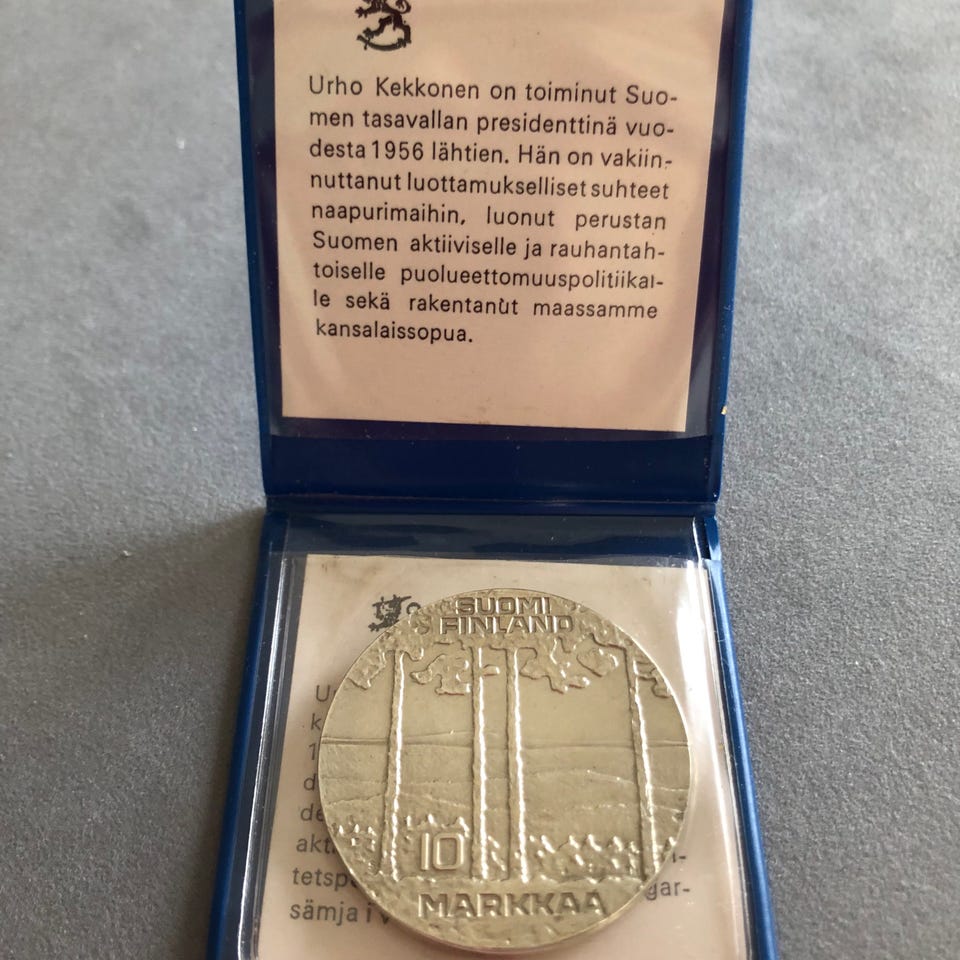 Urho Kekkonen on toiminut Suo-
men tasavallan presidenttinä vuo-
desta 1956 lähtien. Hän on vakiin-
nuttanut luottamukselliset suhteet
naapurimaihin, luonut perustan
Suomen aktiiviselle ja rauhantah-
toiselle puolueettomuuspolitiikal-
le sekä rakentanut maassamme
kansalaissopua.
SUOMI
FINLAND
10
MARKKAA
sämja i